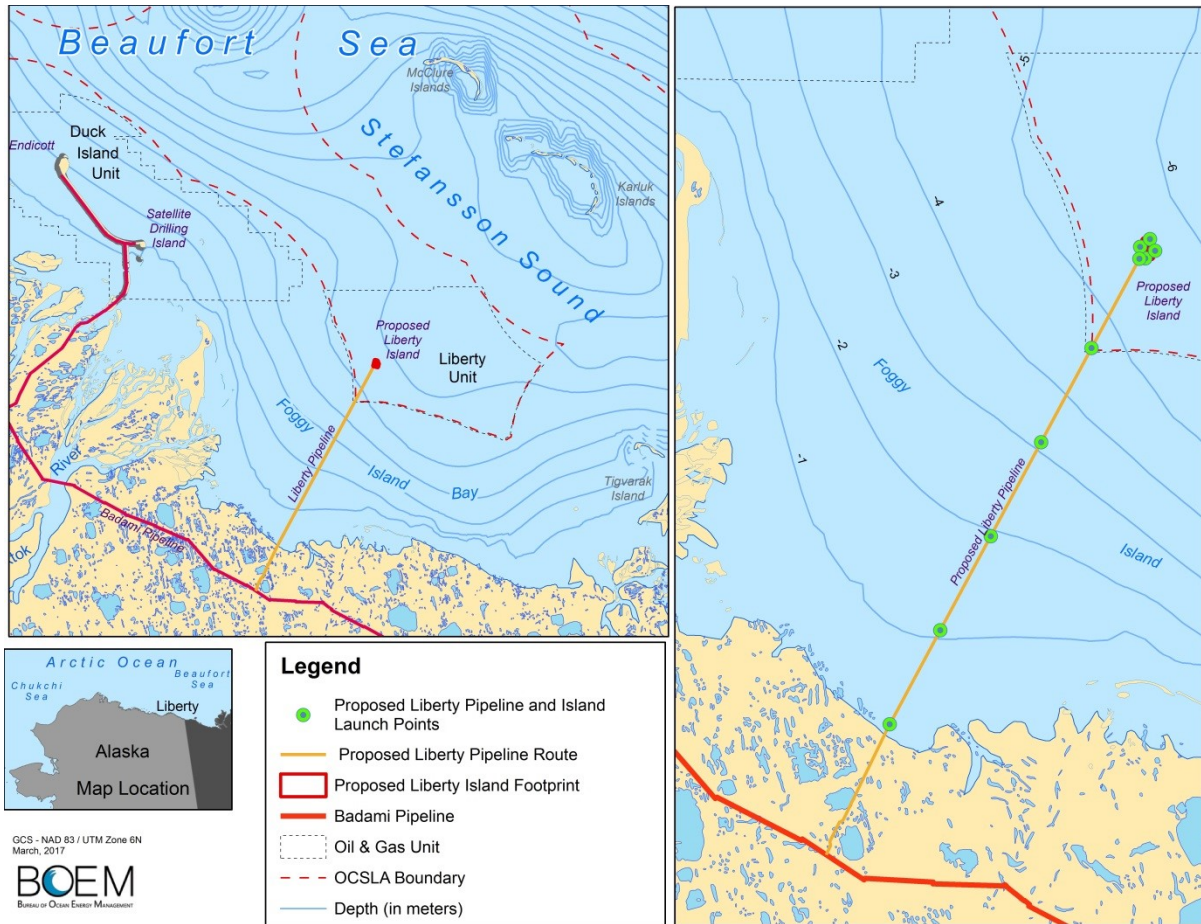 Beaufort Sea
McClure
Islands
Duck
Island
Unit
Endicott
Satellite
Drilling
Island
Karluk
Islands
Stefansson Sound
Proposed
Liberty
Island
Liberty
Unit
Foggy
Island
Bay
Liberty Pipeline
Tigvarak
Island
River
tok
Badami Pipeline
Arctic Ocean
Chukchi
Sea
Beaufort
Sea
Liberty
Alaska
Map Location
GCS - NAD 83 / UTM Zone 6N
March, 2017
BOEM
BUREAU OF OCEAN ENERGY MANAGEMENT
Legend
Proposed Liberty Pipeline and Island
Launch Points
Proposed Liberty Pipeline Route
Proposed Liberty Island Footprint
Badami Pipeline
Oil & Gas Unit
OCSLA Boundary
Depth (in meters)
-5
-6
-4
-3
-2
-1
Proposed
Liberty
Island
Foggy
Island
Proposed Liberty Pipeline